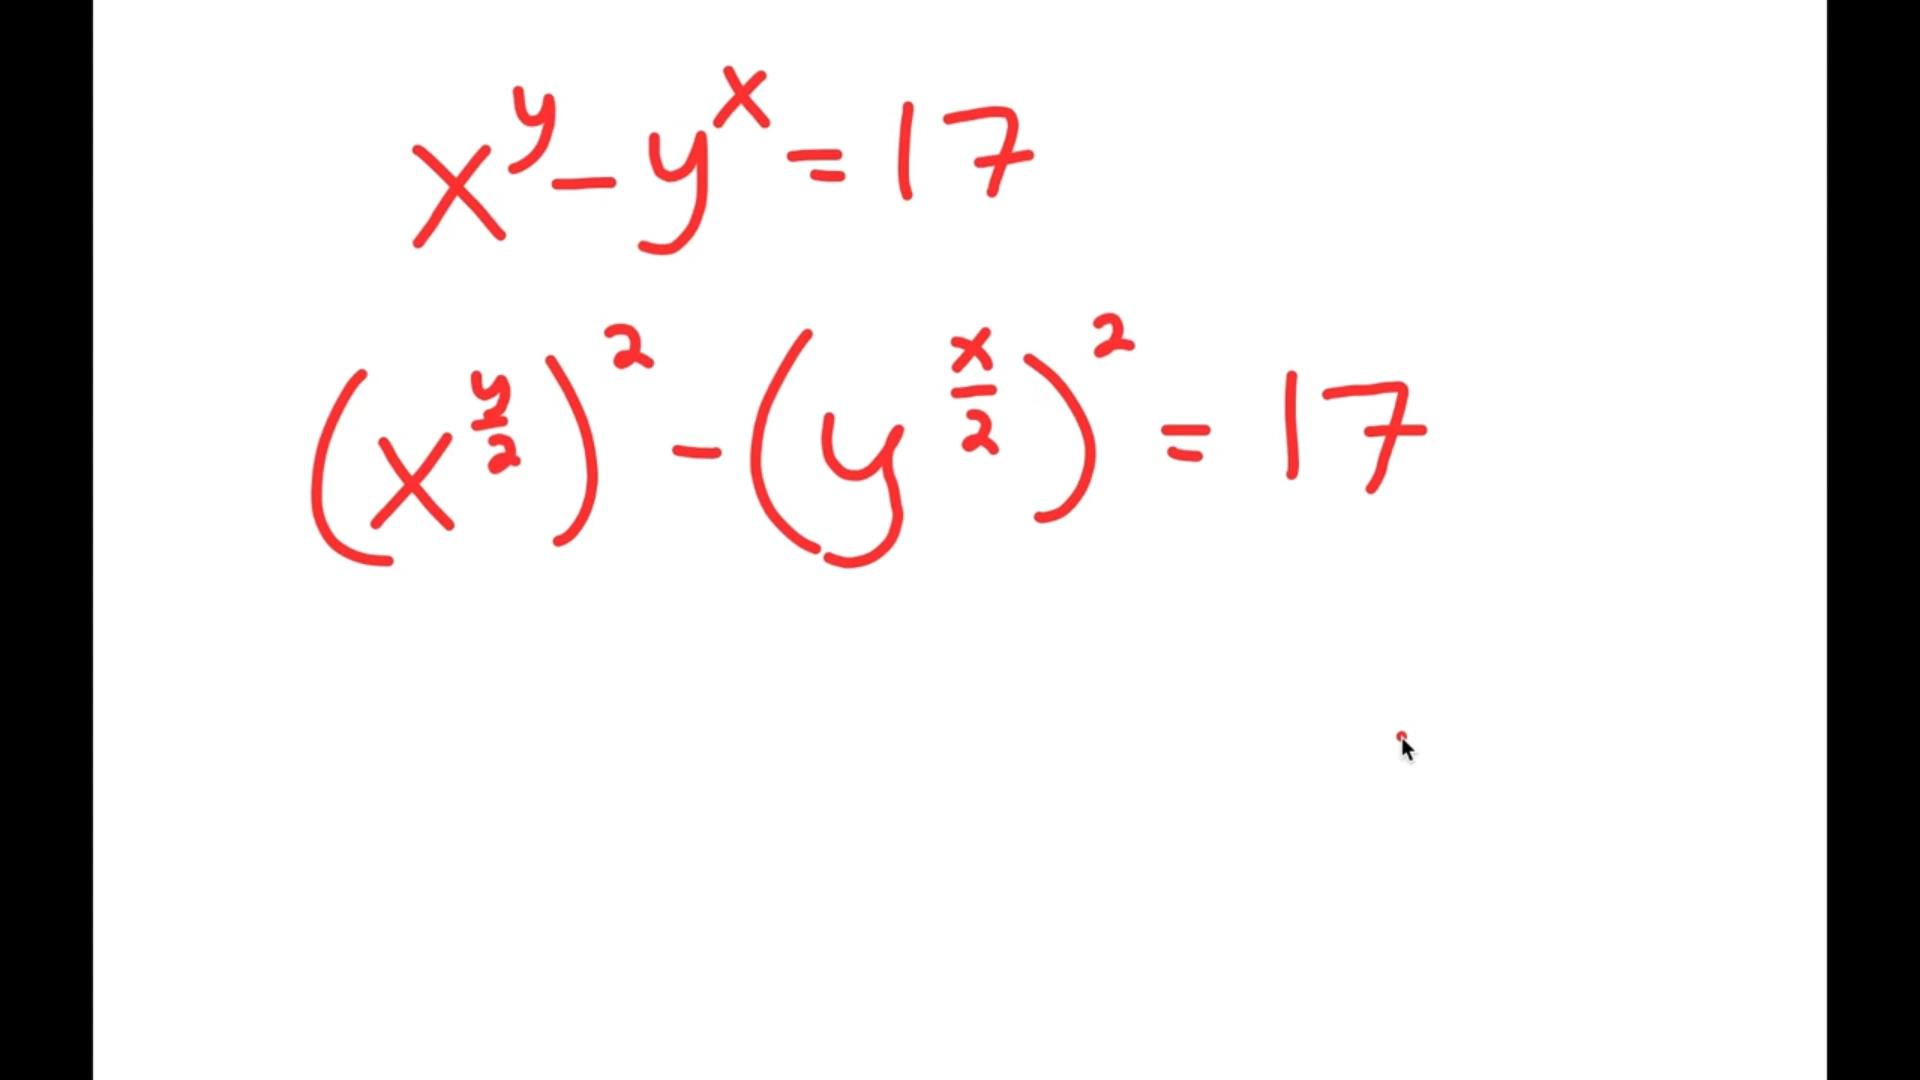 x^y - y^x = 17
(x^{y/2})^2 - (y^{x/2})^2 = 17